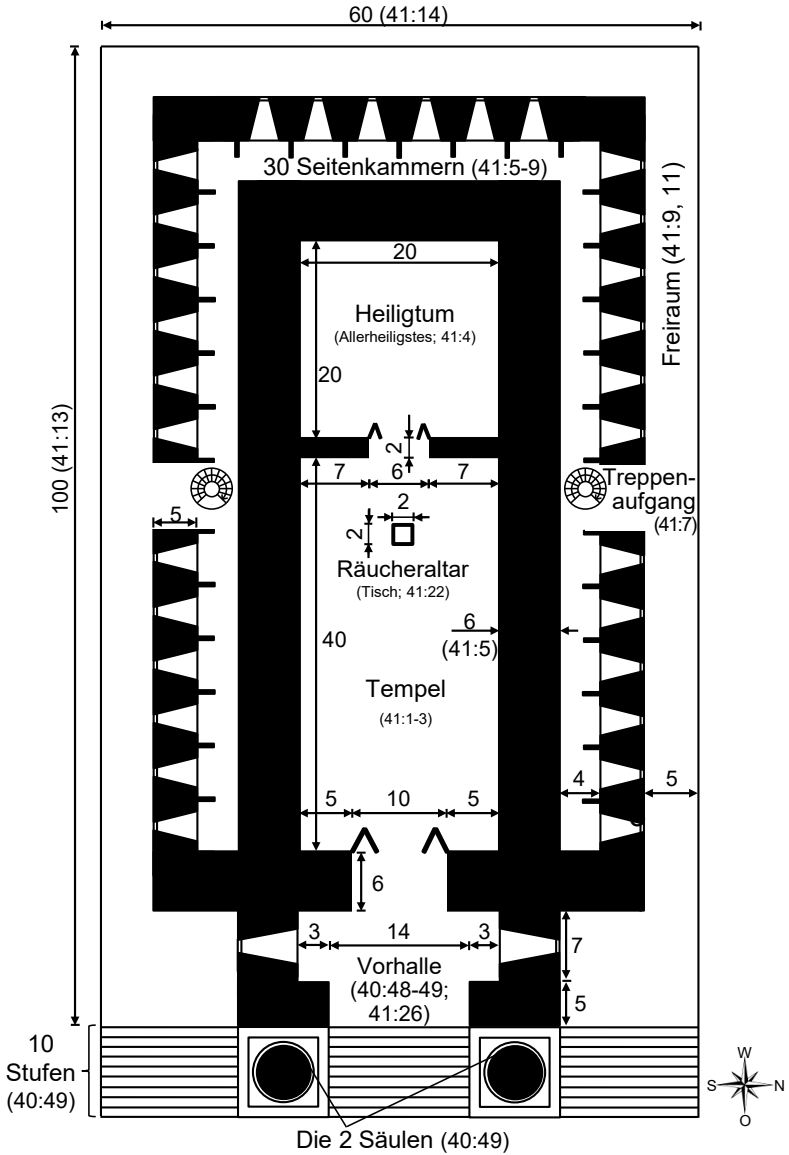 60 (41:14)
30 Seitenkammern (41:5-9)
Freiraum (41:9, 11)
20
Heiligtum
(Allerheiligstes; 41:4)
20
100 (41:13)
2
7 6 7
Treppen-
aufgang
(41:7)
5
2
2
Räucheraltar
(Tisch; 41:22)
6
(41:5)
40
Tempel
(41:1-3)
4 5
5 10 5
6
3 14 3
7
Vorhalle
(40:48-49;
41:26)
5
10
Stufen
(40:49)
W
S N
O
Die 2 Säulen (40:49)